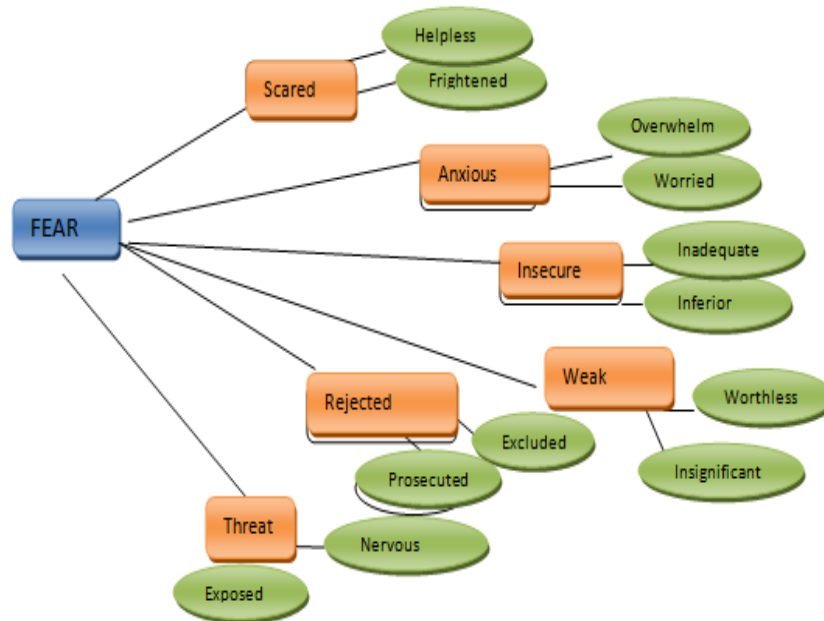 Helpless
Scared
Frightened
Overwhelm
Anxious
Worried
FEAR
Inadequate
Insecure
Inferior
Weak
Worthless
Rejected
Excluded
Insignificant
Prosecuted
Threat
Nervous
Exposed